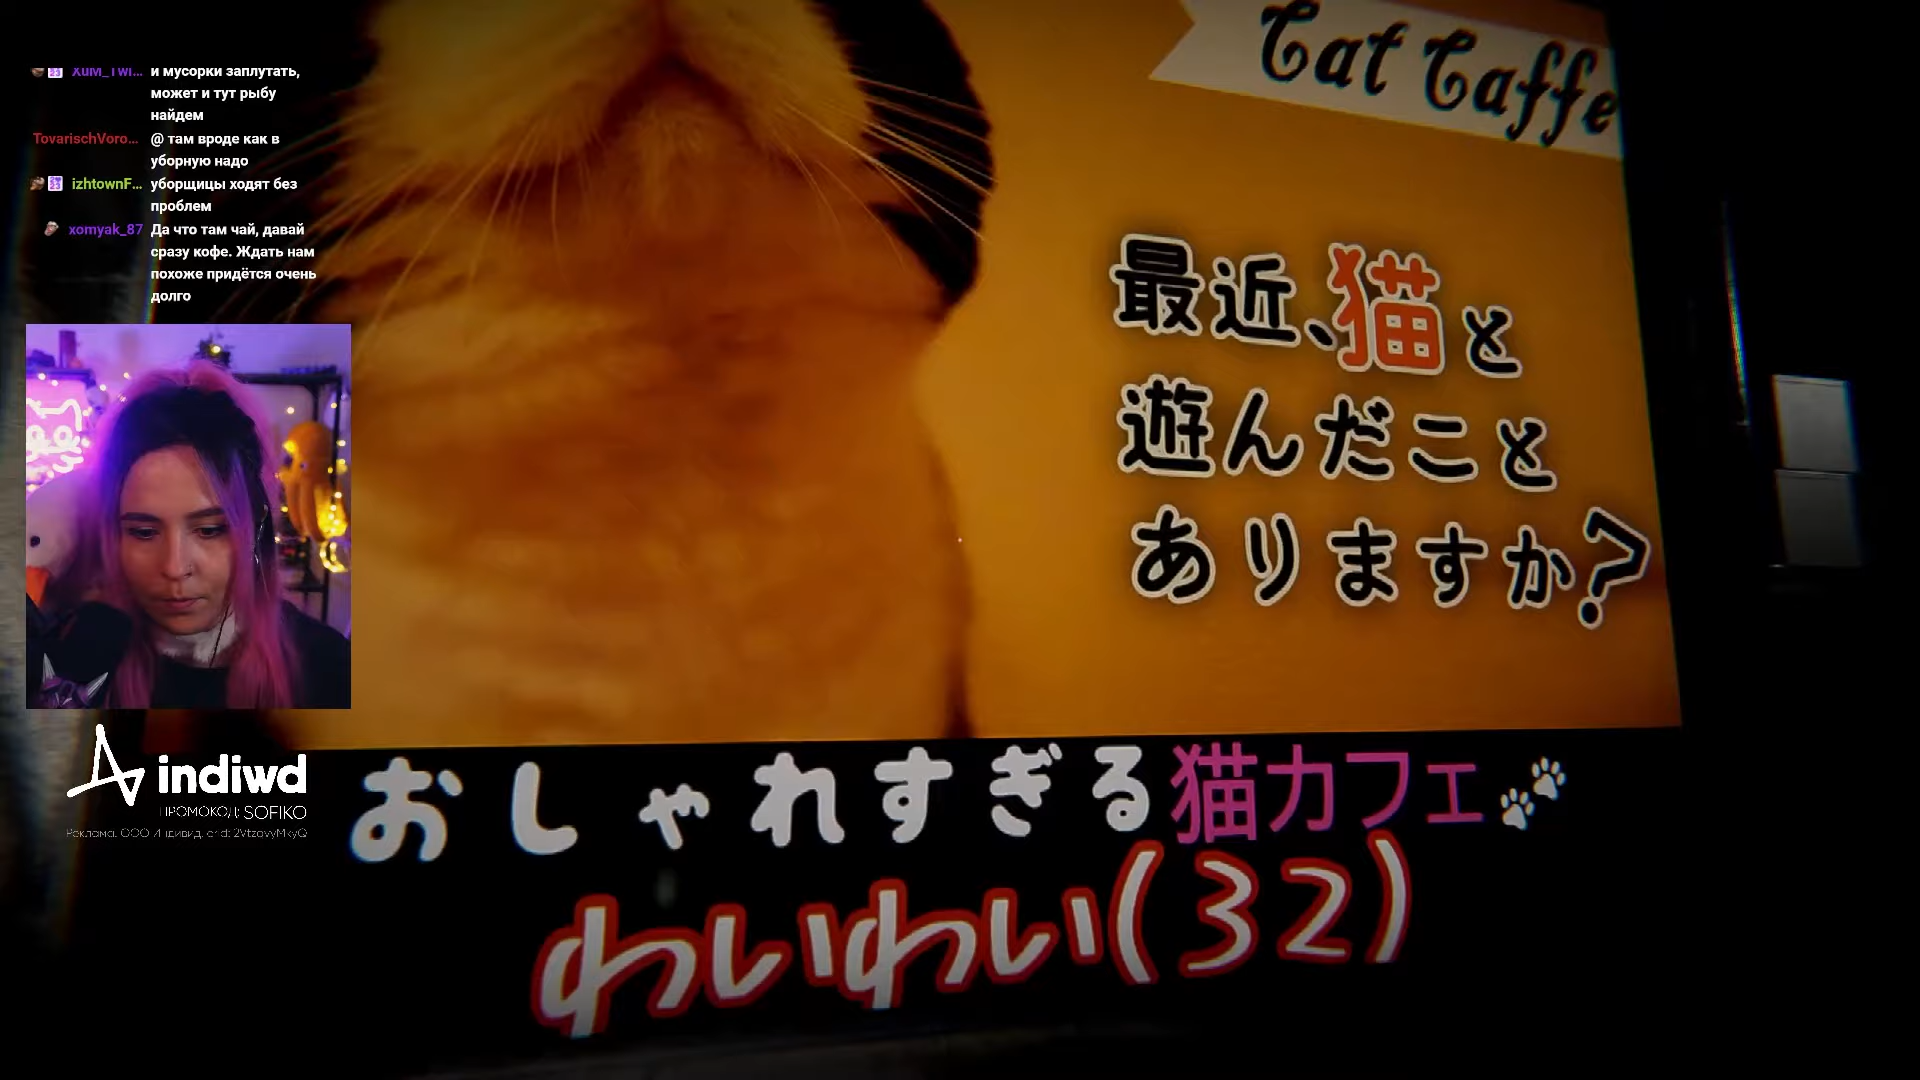 и мусорки заплутать,
может и тут рыбу
найдем
TovarischVoro... @ там вроде как в
уборную надо
izhtownF... уборщицы ходят без
проблем
xomyak_87 Да что там чай, давай
сразу кофе. Ждать нам
похоже придётся очень
долго
indiwd
ПРОМОКОД: SOFIKO
Cat Caffe
最近、猫と
遊んだこと
ありますか?
おしゃれすぎる猫カフェ
わいわい(32)